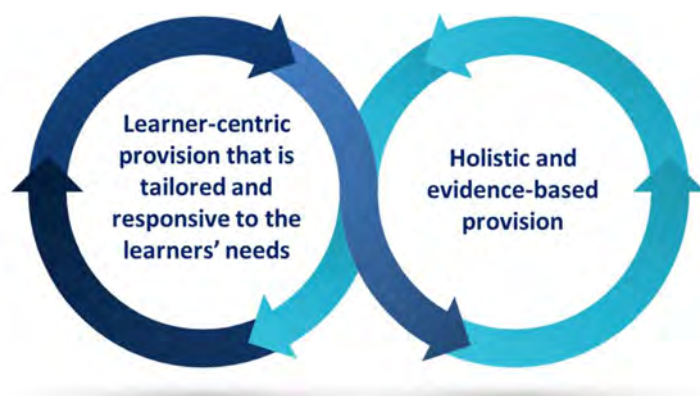 Learner-centric
provision that is
tailored and
responsive to the
learners' needs
Holistic and
evidence-based
provision